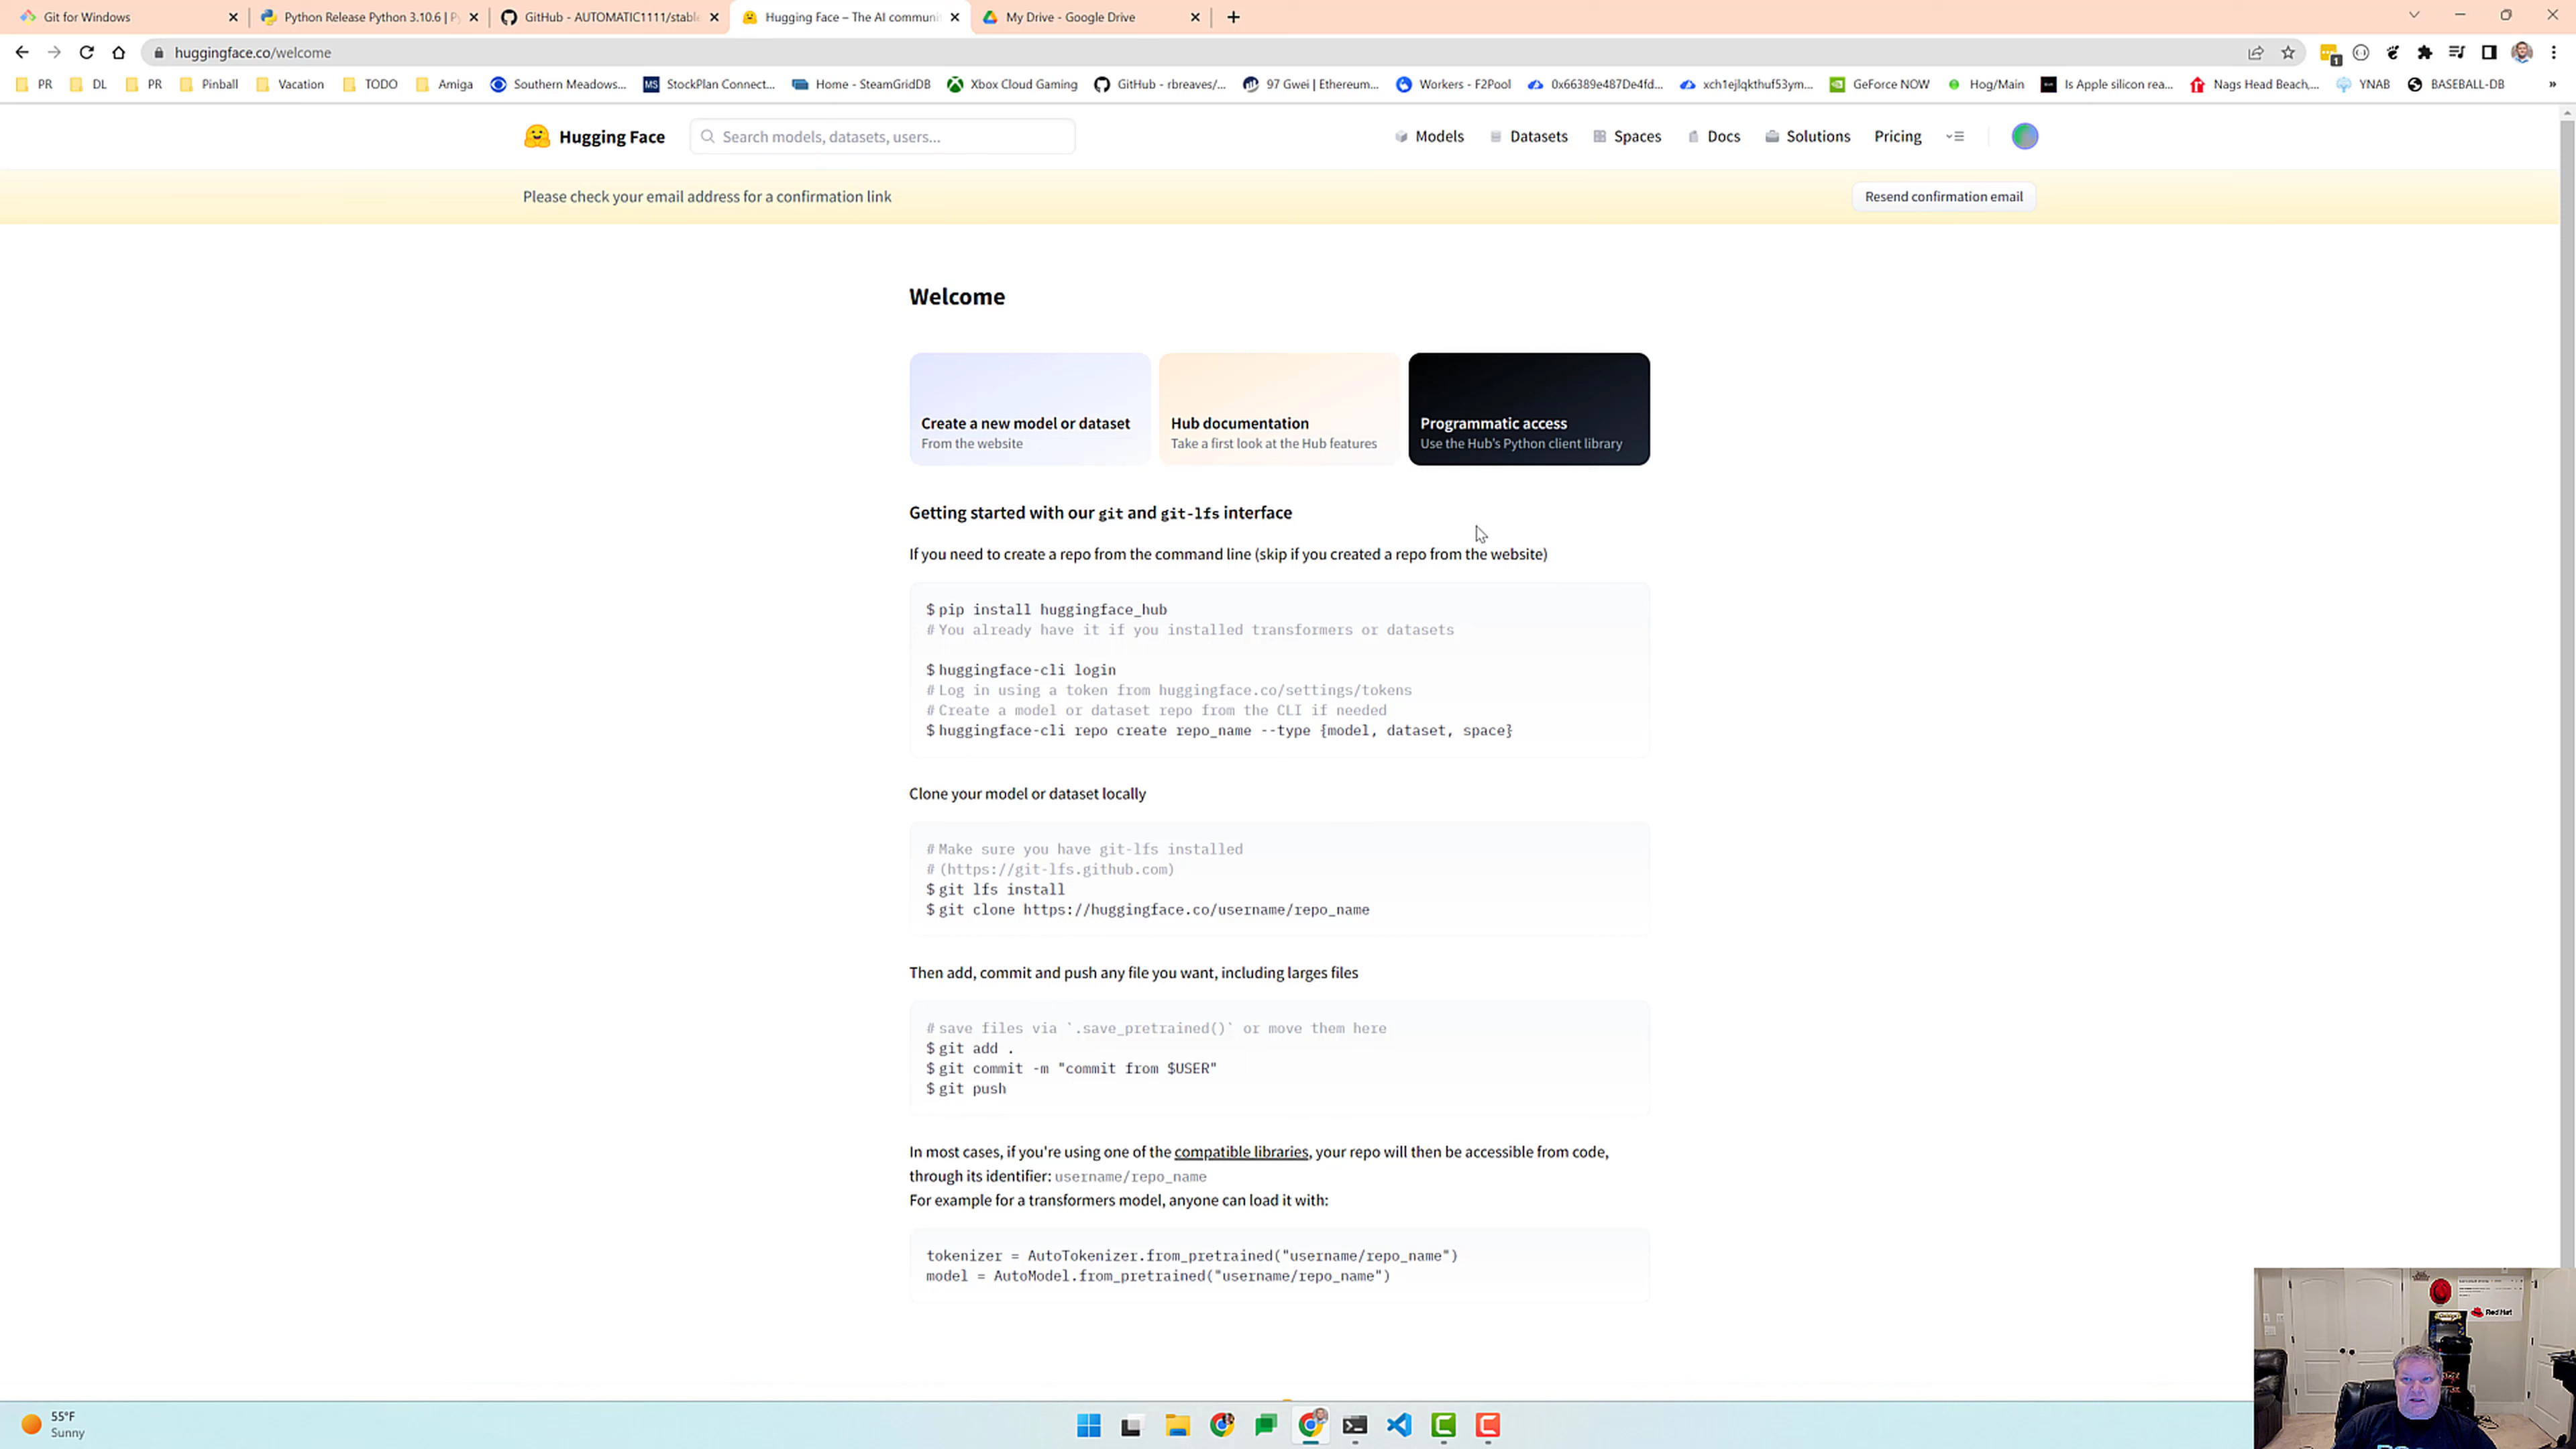 Git for Windows
Python Release Python 3.10.6 | Py
GitHub - AUTOMATIC1111/stable
Hugging Face – The AI communi
My Drive - Google Drive
huggingface.co/welcome
PR
DL
PR
Pinball
Vacation
TODO
Amiga
Southern Meadows...
StockPlan Connect...
Home - SteamGridDB
Xbox Cloud Gaming
GitHub - rbreaves/...
97 Gwei | Ethereum...
Workers - F2Pool
0x66389e487De4fd...
xch1ejlqkthuf53ym...
GeForce NOW
Hog/Main
Is Apple silicon rea...
Nags Head Beach,...
YNAB
BASEBALL-DB
»
Hugging Face
Search models, datasets, users...
Models
Datasets
Spaces
Docs
Solutions
Pricing
Please check your email address for a confirmation link
Resend confirmation email
Welcome
Create a new model or dataset
From the website
Hub documentation
Take a first look at the Hub features
Programmatic access
Use the Hub's Python client library
Getting started with our git and git-lfs interface
If you need to create a repo from the command line (skip if you created a repo from the website)
$ pip install huggingface_hub
# You already have it if you installed transformers or datasets
$ huggingface-cli login
# Log in using a token from huggingface.co/settings/tokens
# Create a model or dataset repo from the CLI if needed
$ huggingface-cli repo create repo_name --type {model, dataset, space}
Clone your model or dataset locally
# Make sure you have git-lfs installed
# (https://git-lfs.github.com)
$ git lfs install
$ git clone https://huggingface.co/username/repo_name
Then add, commit and push any file you want, including larges files
# save files via `.save_pretrained()` or move them here
$ git add .
$ git commit -m "commit from $USER"
$ git push
In most cases, if you're using one of the compatible libraries, your repo will then be accessible from code,
through its identifier: username/repo_name
For example for a transformers model, anyone can load it with:
tokenizer = AutoTokenizer.from_pretrained("username/repo_name")
model = AutoModel.from_pretrained("username/repo_name")
Red Hat
55°F
Sunny